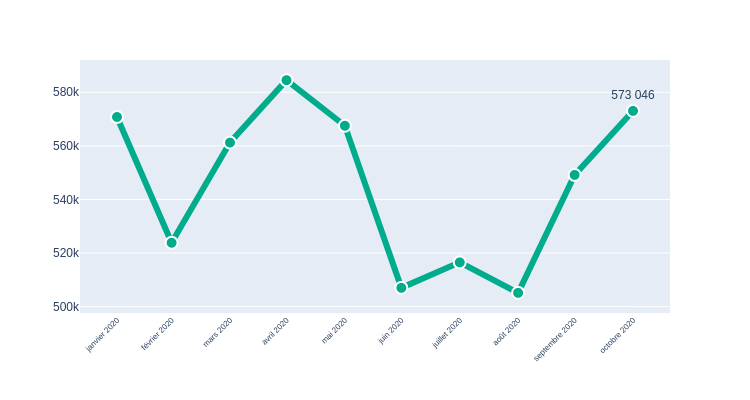 580k
560k
540k
520k
500k
573 046
janvier 2020
février 2020
mars 2020
avril 2020
mai 2020
juin 2020
juillet 2020
août 2020
septembre 2020
octobre 2020